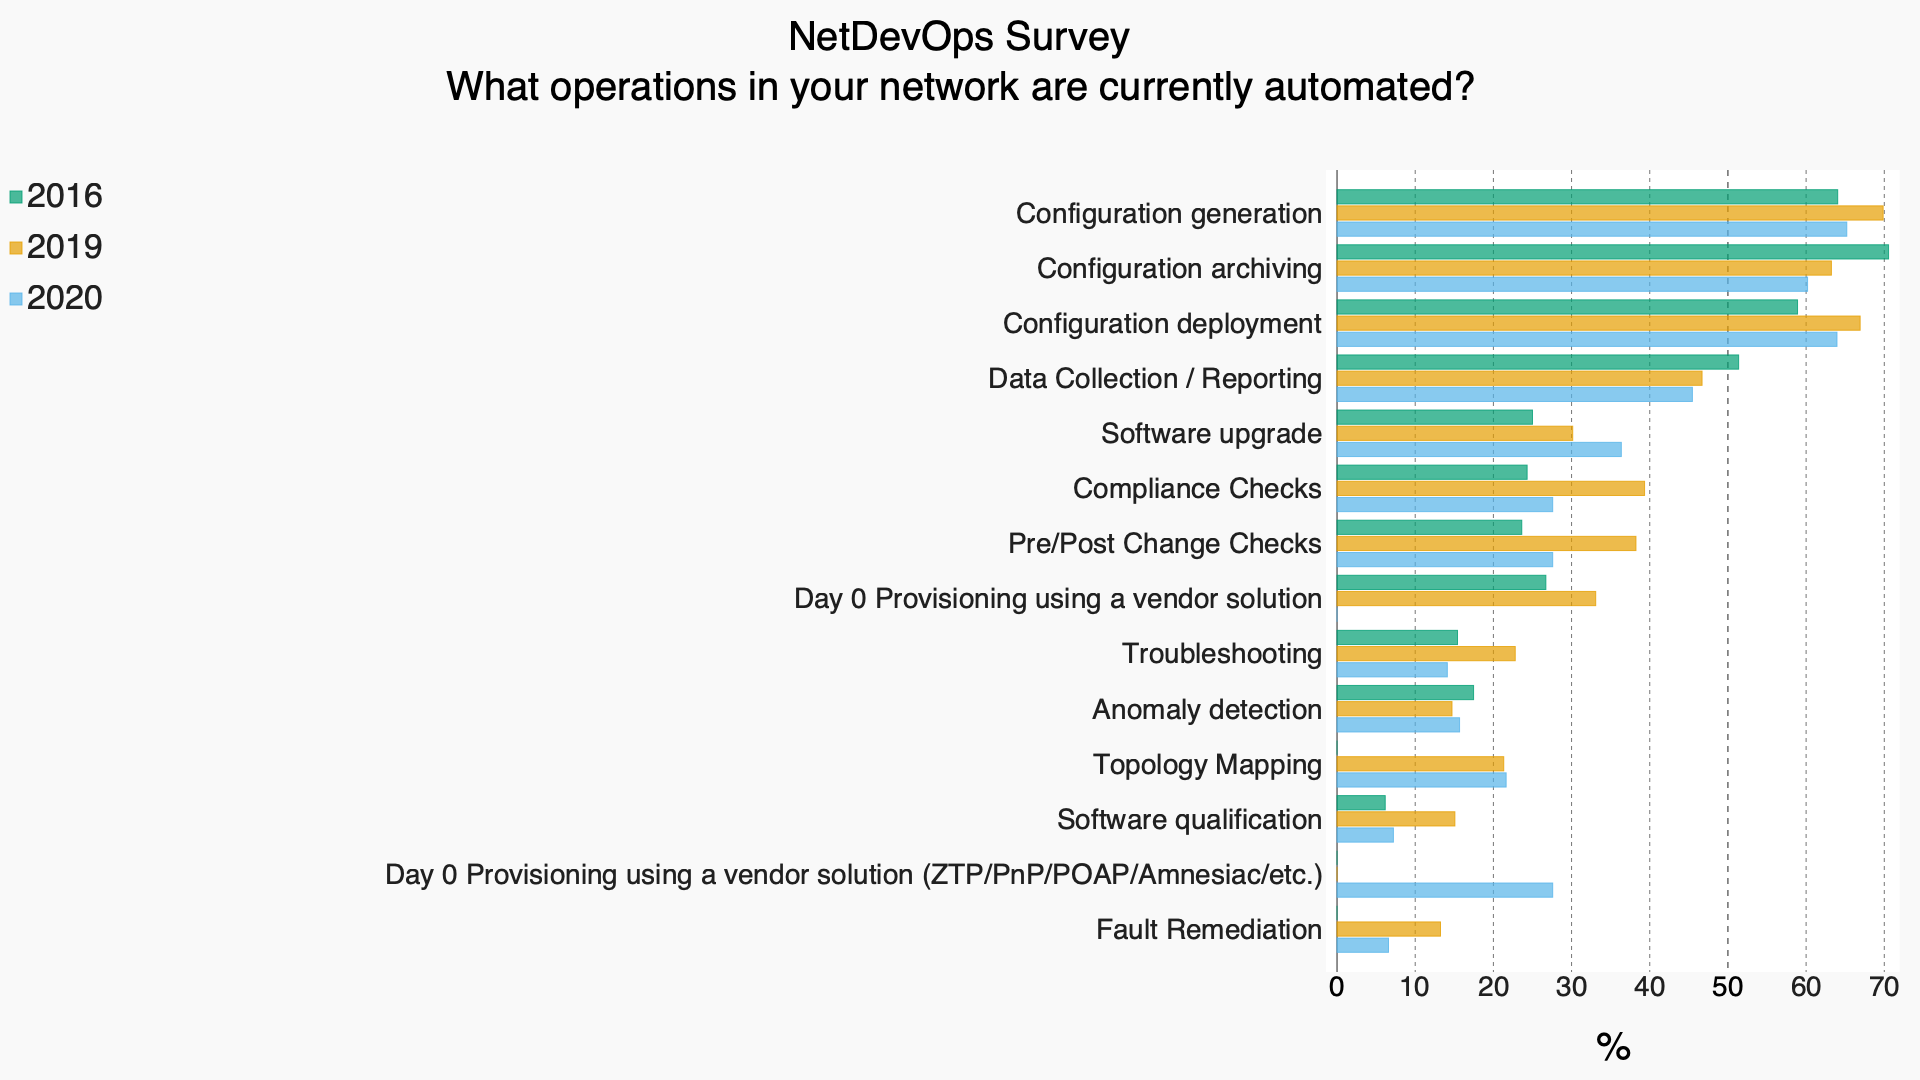 NetDevOps Survey
What operations in your network are currently automated?
2016
2019
2020
Configuration generation
Configuration archiving
Configuration deployment
Data Collection / Reporting
Software upgrade
Compliance Checks
Pre/Post Change Checks
Day 0 Provisioning using a vendor solution
Troubleshooting
Anomaly detection
Topology Mapping
Software qualification
Day 0 Provisioning using a vendor solution (ZTP/PnP/POAP/Amnesiac/etc.)
Fault Remediation
0 10 20 30 40 50 60 70
%